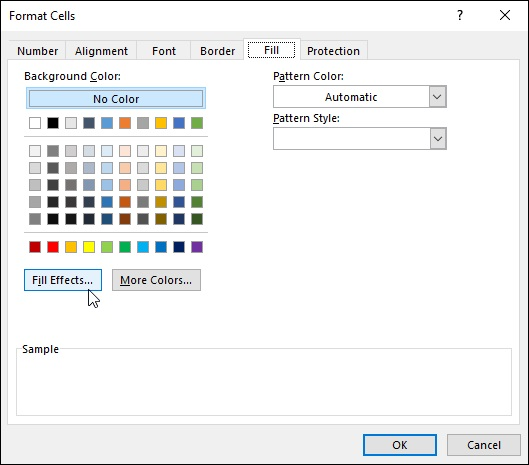 Format Cells
?
Number Alignment Font Border Fill Protection
Background Color:
No Color
Pattern Color:
Automatic
Pattern Style:
Fill Effects... More Colors...
Sample
OK Cancel